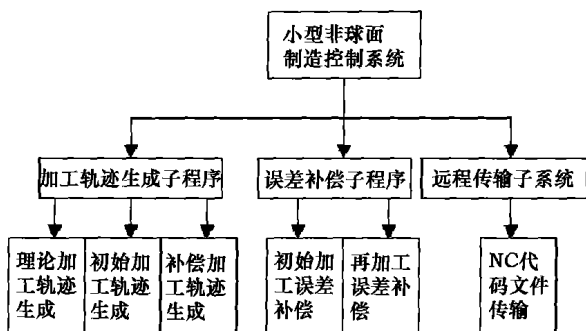 小型非球面
制造控制系统
加工轨迹生成子程序
误差补偿子程序
远程传输子系统
理论加
工轨迹
生成
初始加
工轨迹
生成
补偿加
工轨迹
生成
初始加
工误差
补偿
再加工
误差补
偿
NC代
码文件
传输